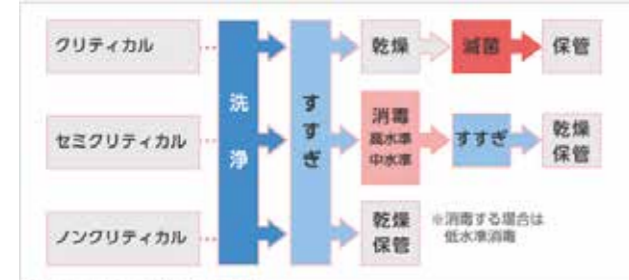 クリティカル
セミクリティカル
ノンクリティカル
洗浄
すすぎ
乾燥
滅菌
保管
消毒
高水準
中水準
すすぎ
乾燥
保管
乾燥
保管
※消毒する場合は
低水準消毒